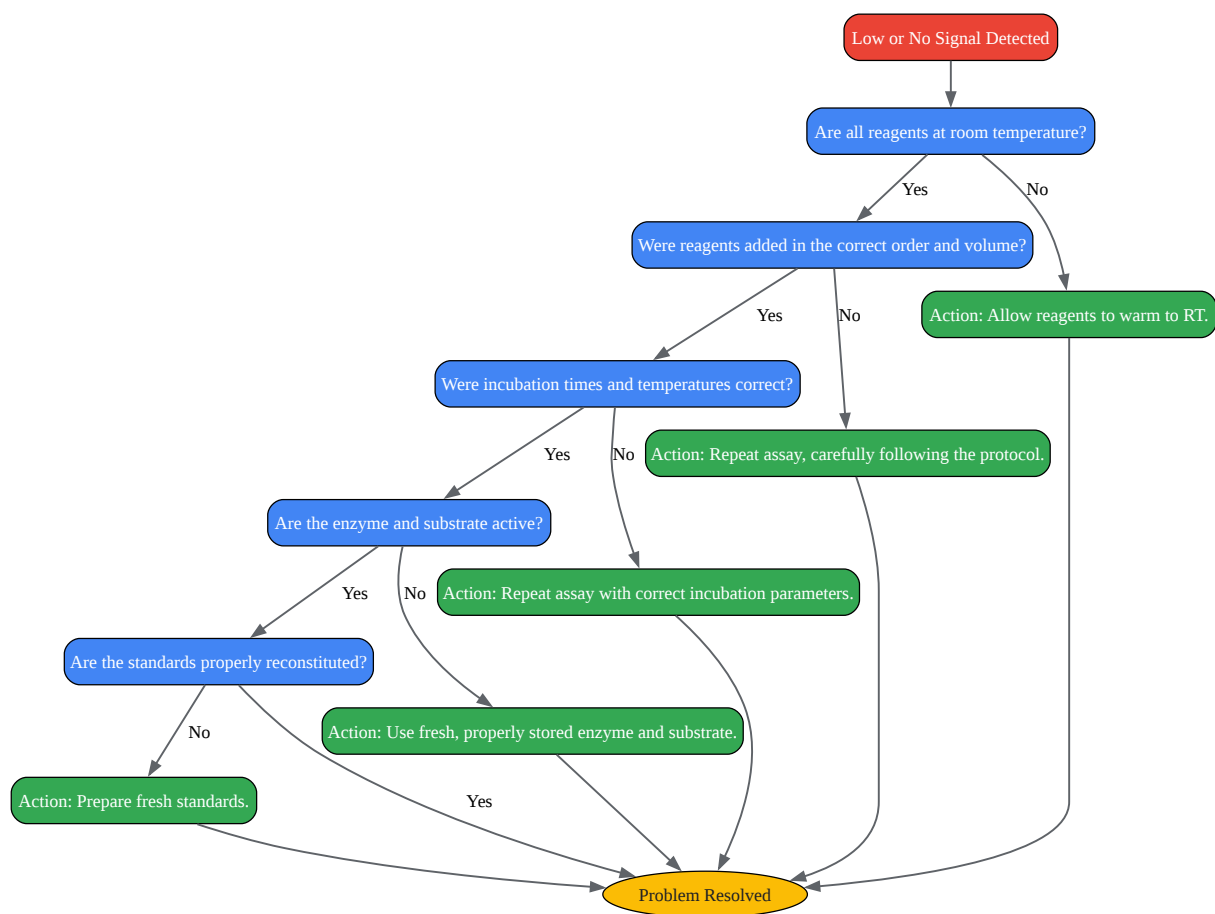 Low or No Signal Detected
Are all reagents at room temperature?
Yes
No
Were reagents added in the correct order and volume?
Action: Allow reagents to warm to RT.
Yes
No
Were incubation times and temperatures correct?
Action: Repeat assay, carefully following the protocol.
Yes
No
Are the enzyme and substrate active?
Action: Repeat assay with correct incubation parameters.
Yes
No
Are the standards properly reconstituted?
Action: Use fresh, properly stored enzyme and substrate.
No
Action: Prepare fresh standards.
Yes
Problem Resolved